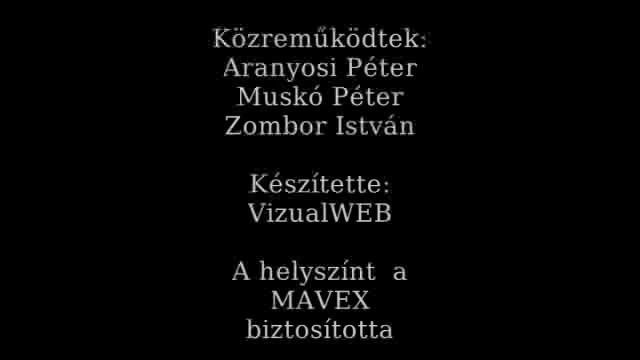 Közreműködtek:
Aranyosi Péter
Muskó Péter
Zombor István
Készítette:
VizualWEB
A helyszínt a
MAVEX
biztosította